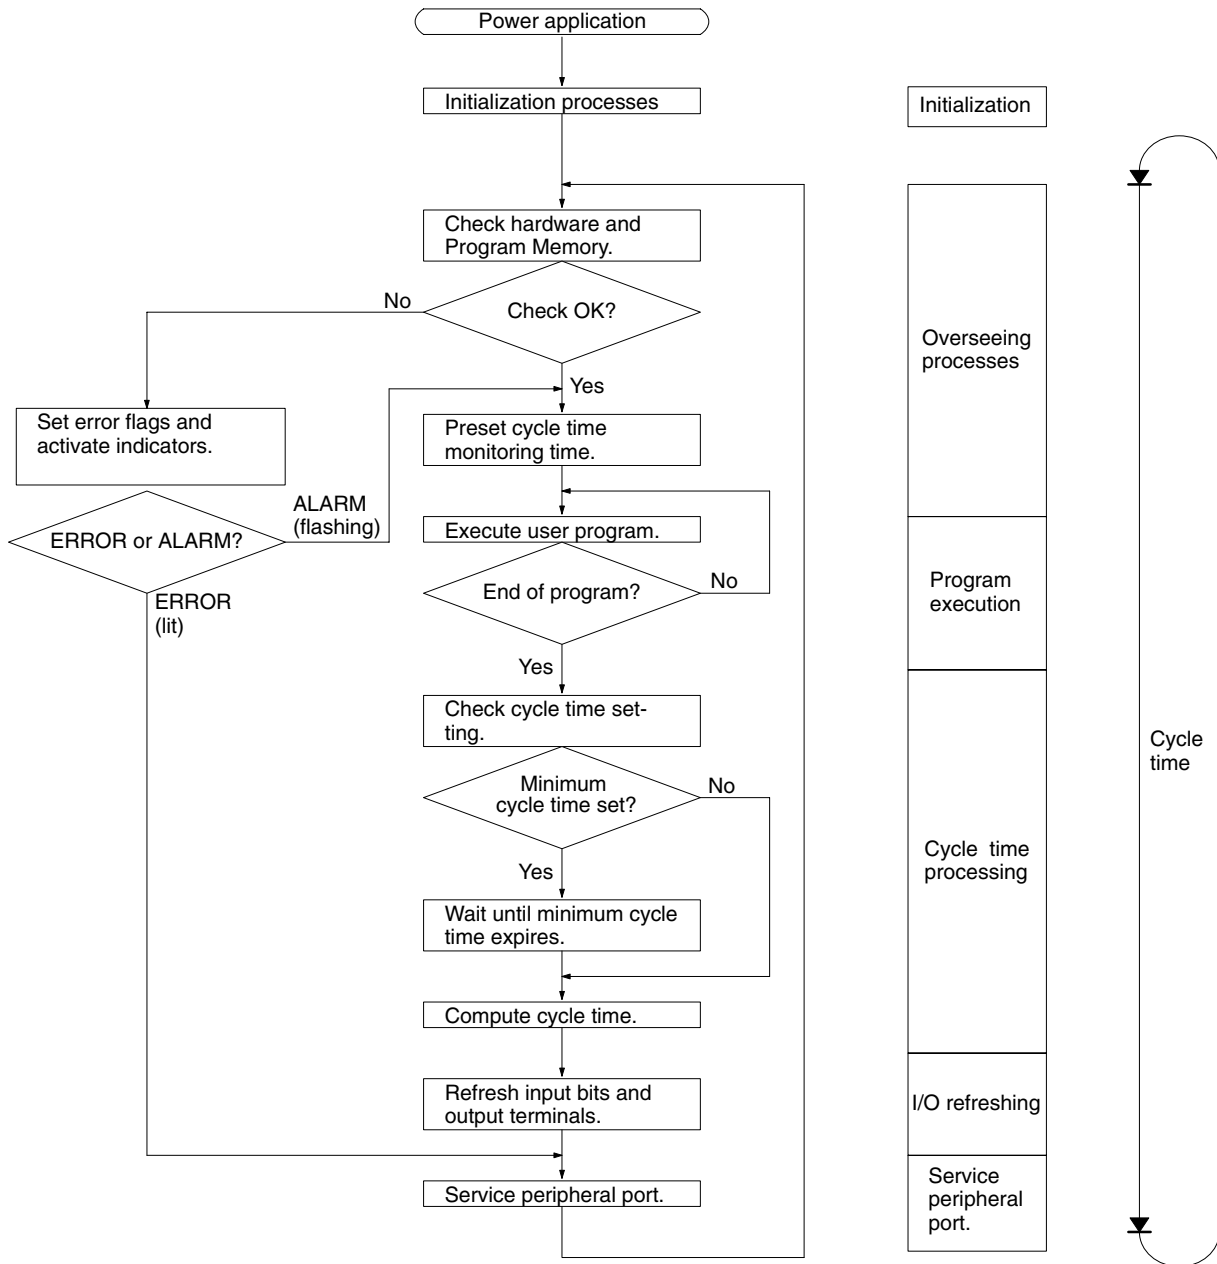 Power application
Initialization processes
Initialization
Check hardware and
Program Memory.
No
Check OK?
Overseeing
processes
Yes
Set error flags and
activate indicators.
Preset cycle time
monitoring time.
ALARM
(flashing)
ERROR or ALARM?
Execute user program.
No
End of program?
Program
execution
ERROR
(lit)
Yes
Check cycle time set-
ting.
Cycle
time
No
Minimum
cycle time set?
Cycle time
processing
Yes
Wait until minimum cycle
time expires.
Compute cycle time.
Refresh input bits and
output terminals.
I/O refreshing
Service peripheral port.
Service
peripheral
port.